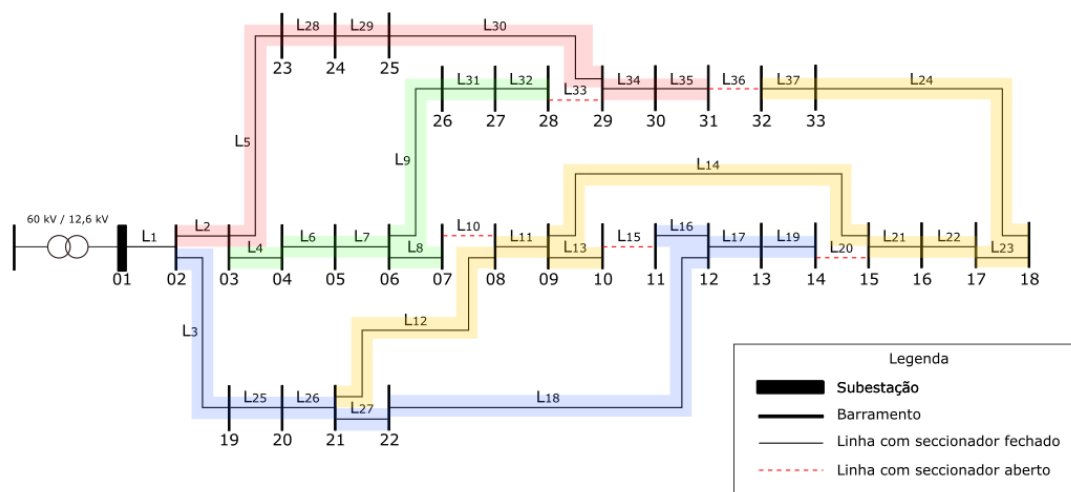 L28 L29 L30
23 24 25
L31 L32 L33 L34 L35 L36 L37 L24
26 27 28 29 30 31 32 33
L5
L9
L14
60 kV / 12,6 kV
L1 L2 L4 L6 L7 L8 L10 L11 L13 L15 L16 L17 L19 L20 L21 L22 L23
01 02 03 04 05 06 07 08 09 10 11 12 13 14 15 16 17 18
L3 L12
L25 L26 L27 L18
19 20 21 22
Legenda
Subestação
Barramento
Linha com seccionador fechado
Linha com seccionador aberto